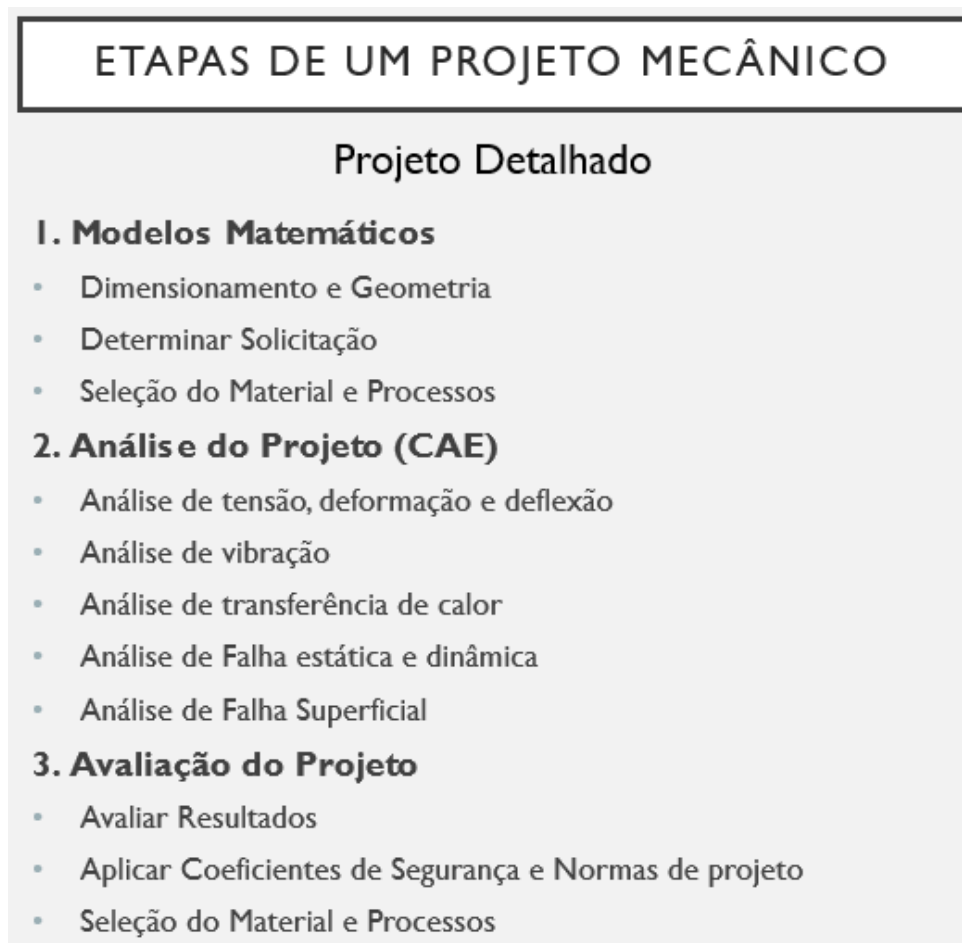 ETAPAS DE UM PROJETO MECÂNICO
Projeto Detalhado
1. Modelos Matemáticos
• Dimensionamento e Geometria
• Determinar Solicitação
• Seleção do Material e Processos
2. Análise do Projeto (CAE)
• Análise de tensão, deformação e deflexão
• Análise de vibração
• Análise de transferência de calor
• Análise de Falha estática e dinâmica
• Análise de Falha Superficial
3. Avaliação do Projeto
• Avaliar Resultados
• Aplicar Coeficientes de Segurança e Normas de projeto
• Seleção do Material e Processos